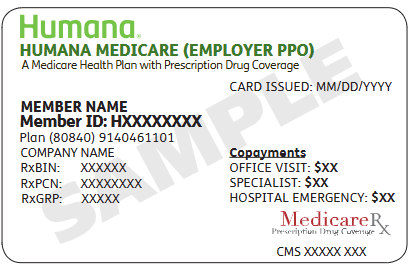 Humana
HUMANA MEDICARE (EMPLOYER PPO)
A Medicare Health Plan with Prescription Drug Coverage
CARD ISSUED: MM/DD/YYYY
MEMBER NAME
Member ID: HXXXXXXXX
Plan (80840) 9140461101
COMPANY NAME
RxBIN: XXXXXX
RxPCN: XXXXXXXX
RxGRP: XXXXX
Copayments
OFFICE VISIT: $XX
SPECIALIST: $XX
HOSPITAL EMERGENCY: $XX
MedicareRx
Prescription Drug Coverage
CMS XXXXX XXX
SAMPLE